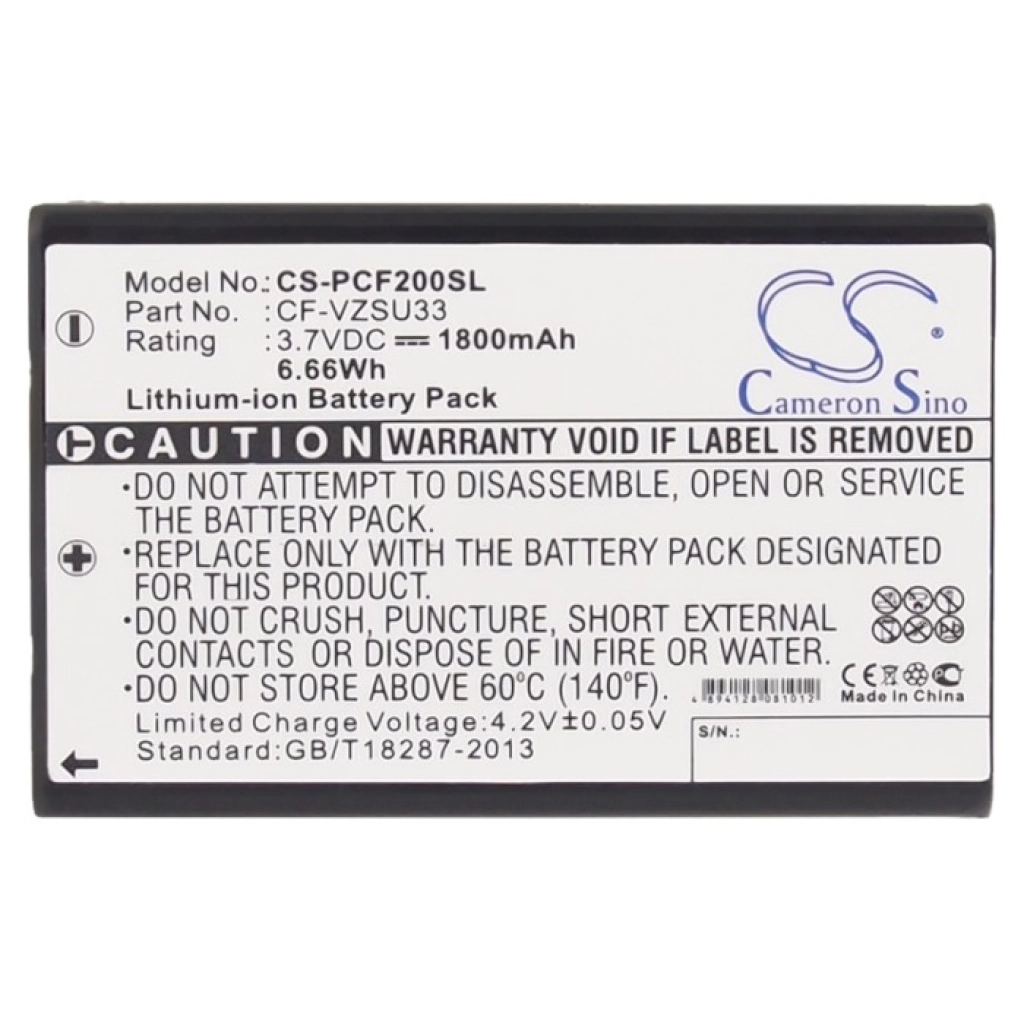 Model No.: CS-PCF200SL
Part No. : CF-VZSU33
Rating : 3.7VDC 1800mAh
6.66Wh
Lithium-ion Battery Pack
Cameron Sino
®
CAUTION WARRANTY VOID IF LABEL IS REMOVED
•DO NOT ATTEMPT TO DISASSEMBLE, OPEN OR SERVICE
THE BATTERY PACK.
•REPLACE ONLY WITH THE BATTERY PACK DESIGNATED
FOR THIS PRODUCT.
•DO NOT CRUSH, PUNCTURE, SHORT EXTERNAL
CONTACTS OR DISPOSE OF IN FIRE OR WATER.
•DO NOT STORE ABOVE 60°C (140°F).
Limited Charge Voltage:4.2V±0.05V
Standard:GB/T18287-2013
4 894128 081012
CE
Made In China
S/N.: